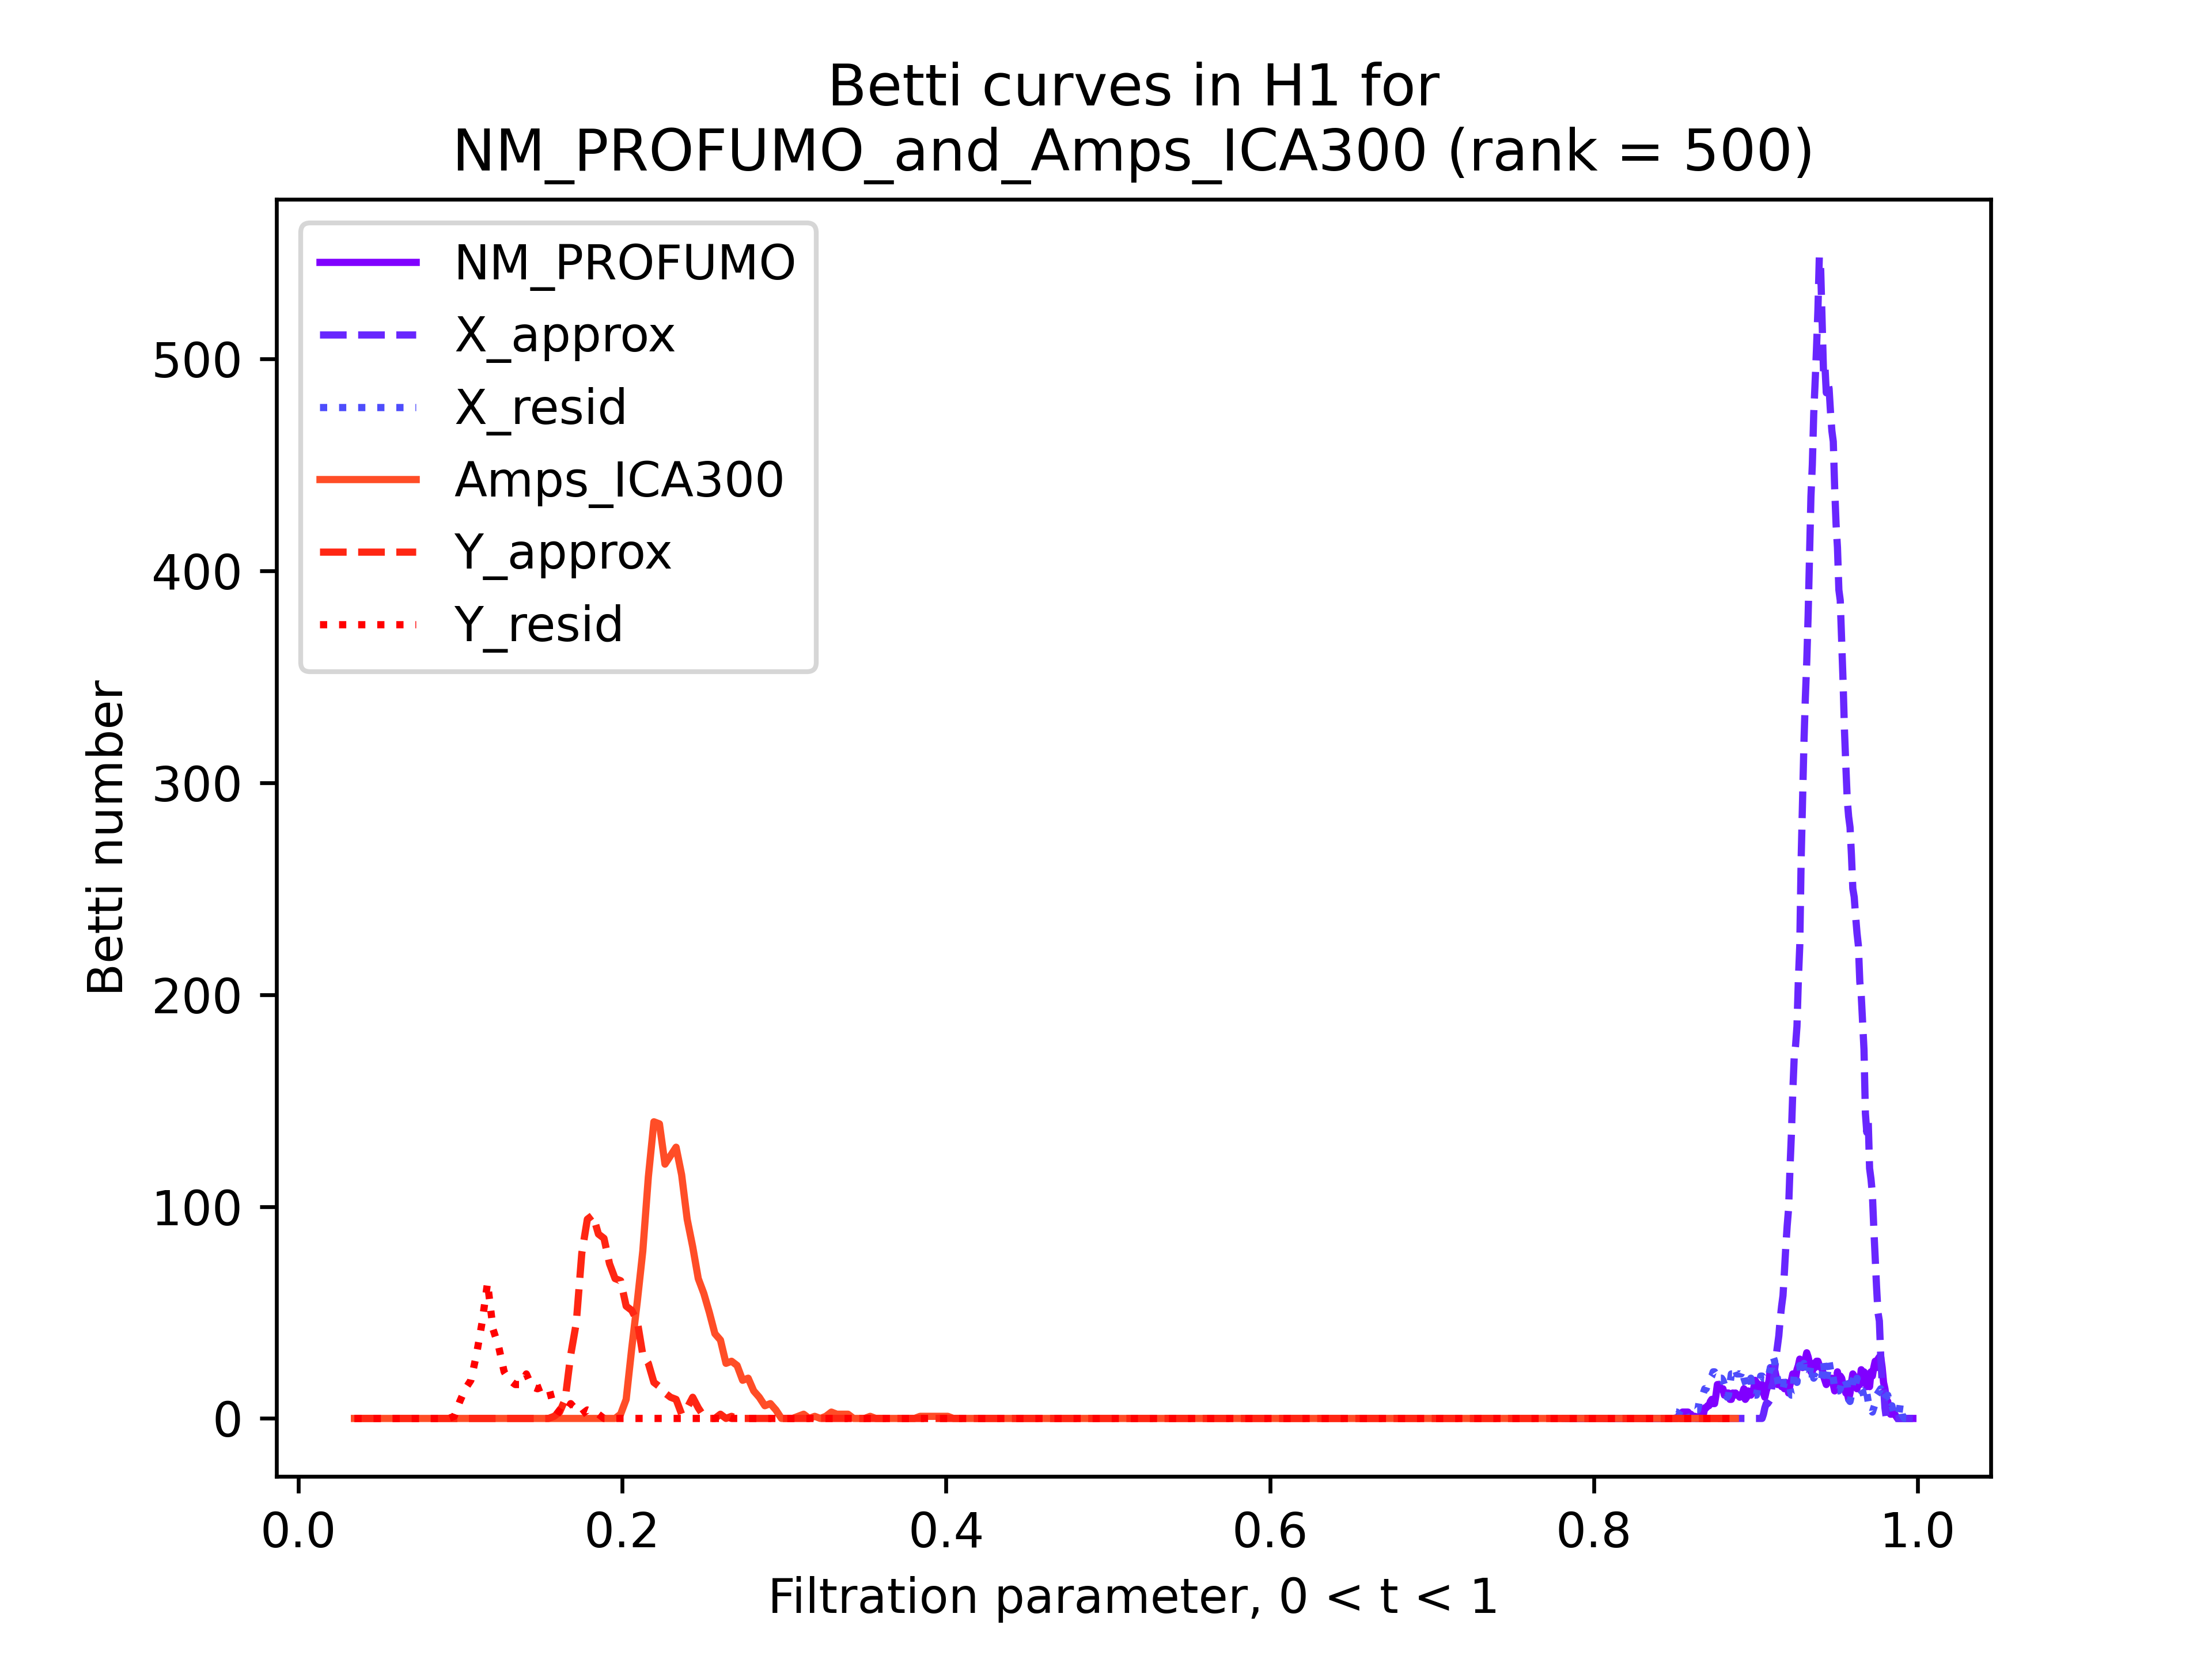 Betti curves in H1 for
NM_PROFUMO_and_Amps_ICA300 (rank = 500)
NM_PROFUMO
X_approx
X_resid
Amps_ICA300
Y_approx
Y_resid
Betti number
500
400
300
200
100
0
0.0 0.2 0.4 0.6 0.8 1.0
Filtration parameter, 0 < t < 1